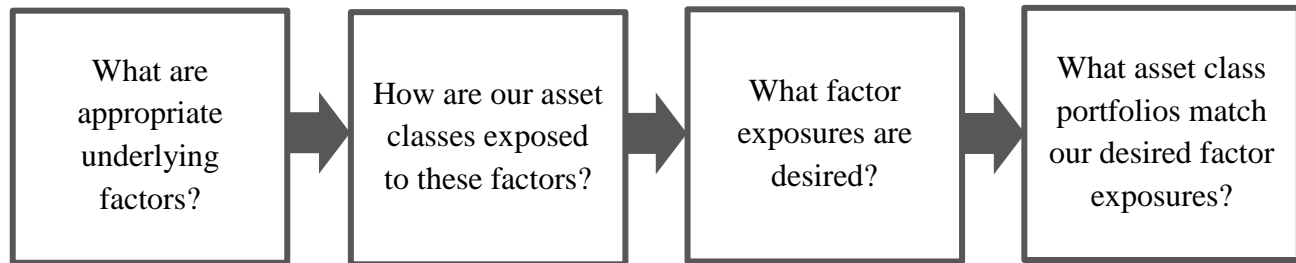 What are
appropriate
underlying
factors?
How are our asset
classes exposed
to these factors?
What factor
exposures are
desired?
What asset class
portfolios match
our desired factor
exposures?